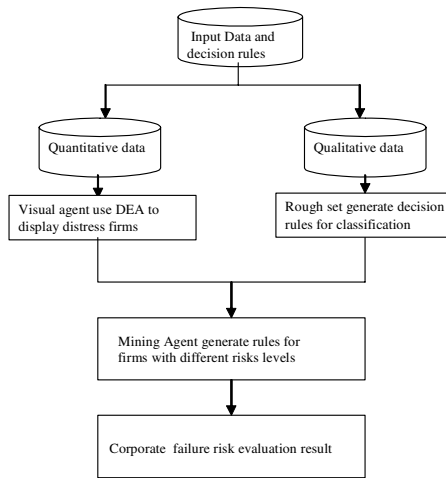 Input Data and
decision rules
Quantitative data
Qualitative data
Visual agent use DEA to
display distress firms
Rough set generate decision
rules for classification
Mining Agent generate rules for
firms with different risks levels
Corporate failure risk evaluation result